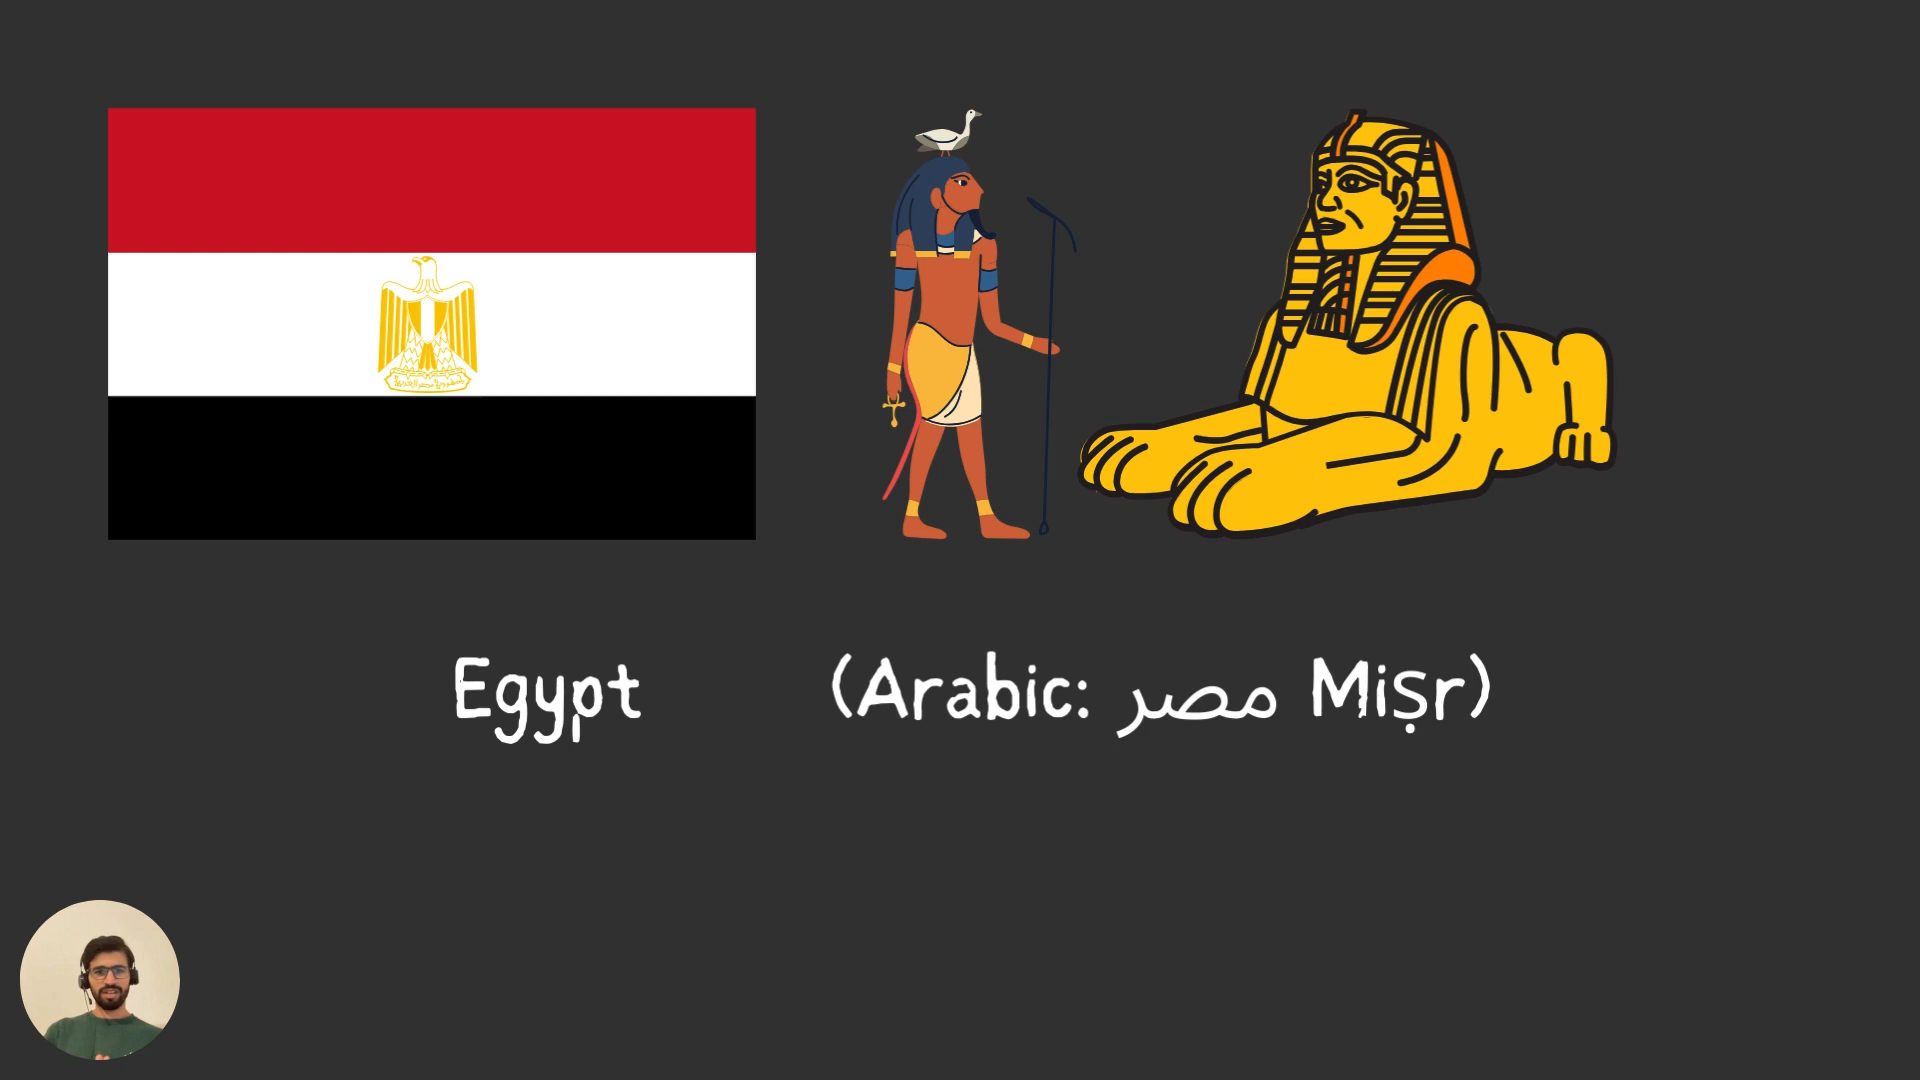 Egypt (Arabic: مصر Miṣr)